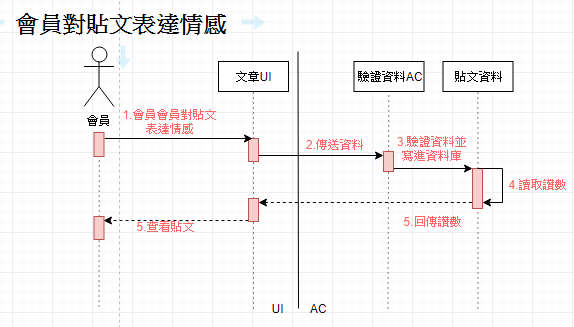 會員對貼文表達情感
會員
文章UI
驗證資料AC
貼文資料
1.會員會員對貼文
表達情感
2.傳送資料
3.驗證資料並
寫進資料庫
4.讀取讚數
5.回傳讚數
5.查看貼文
UI
AC